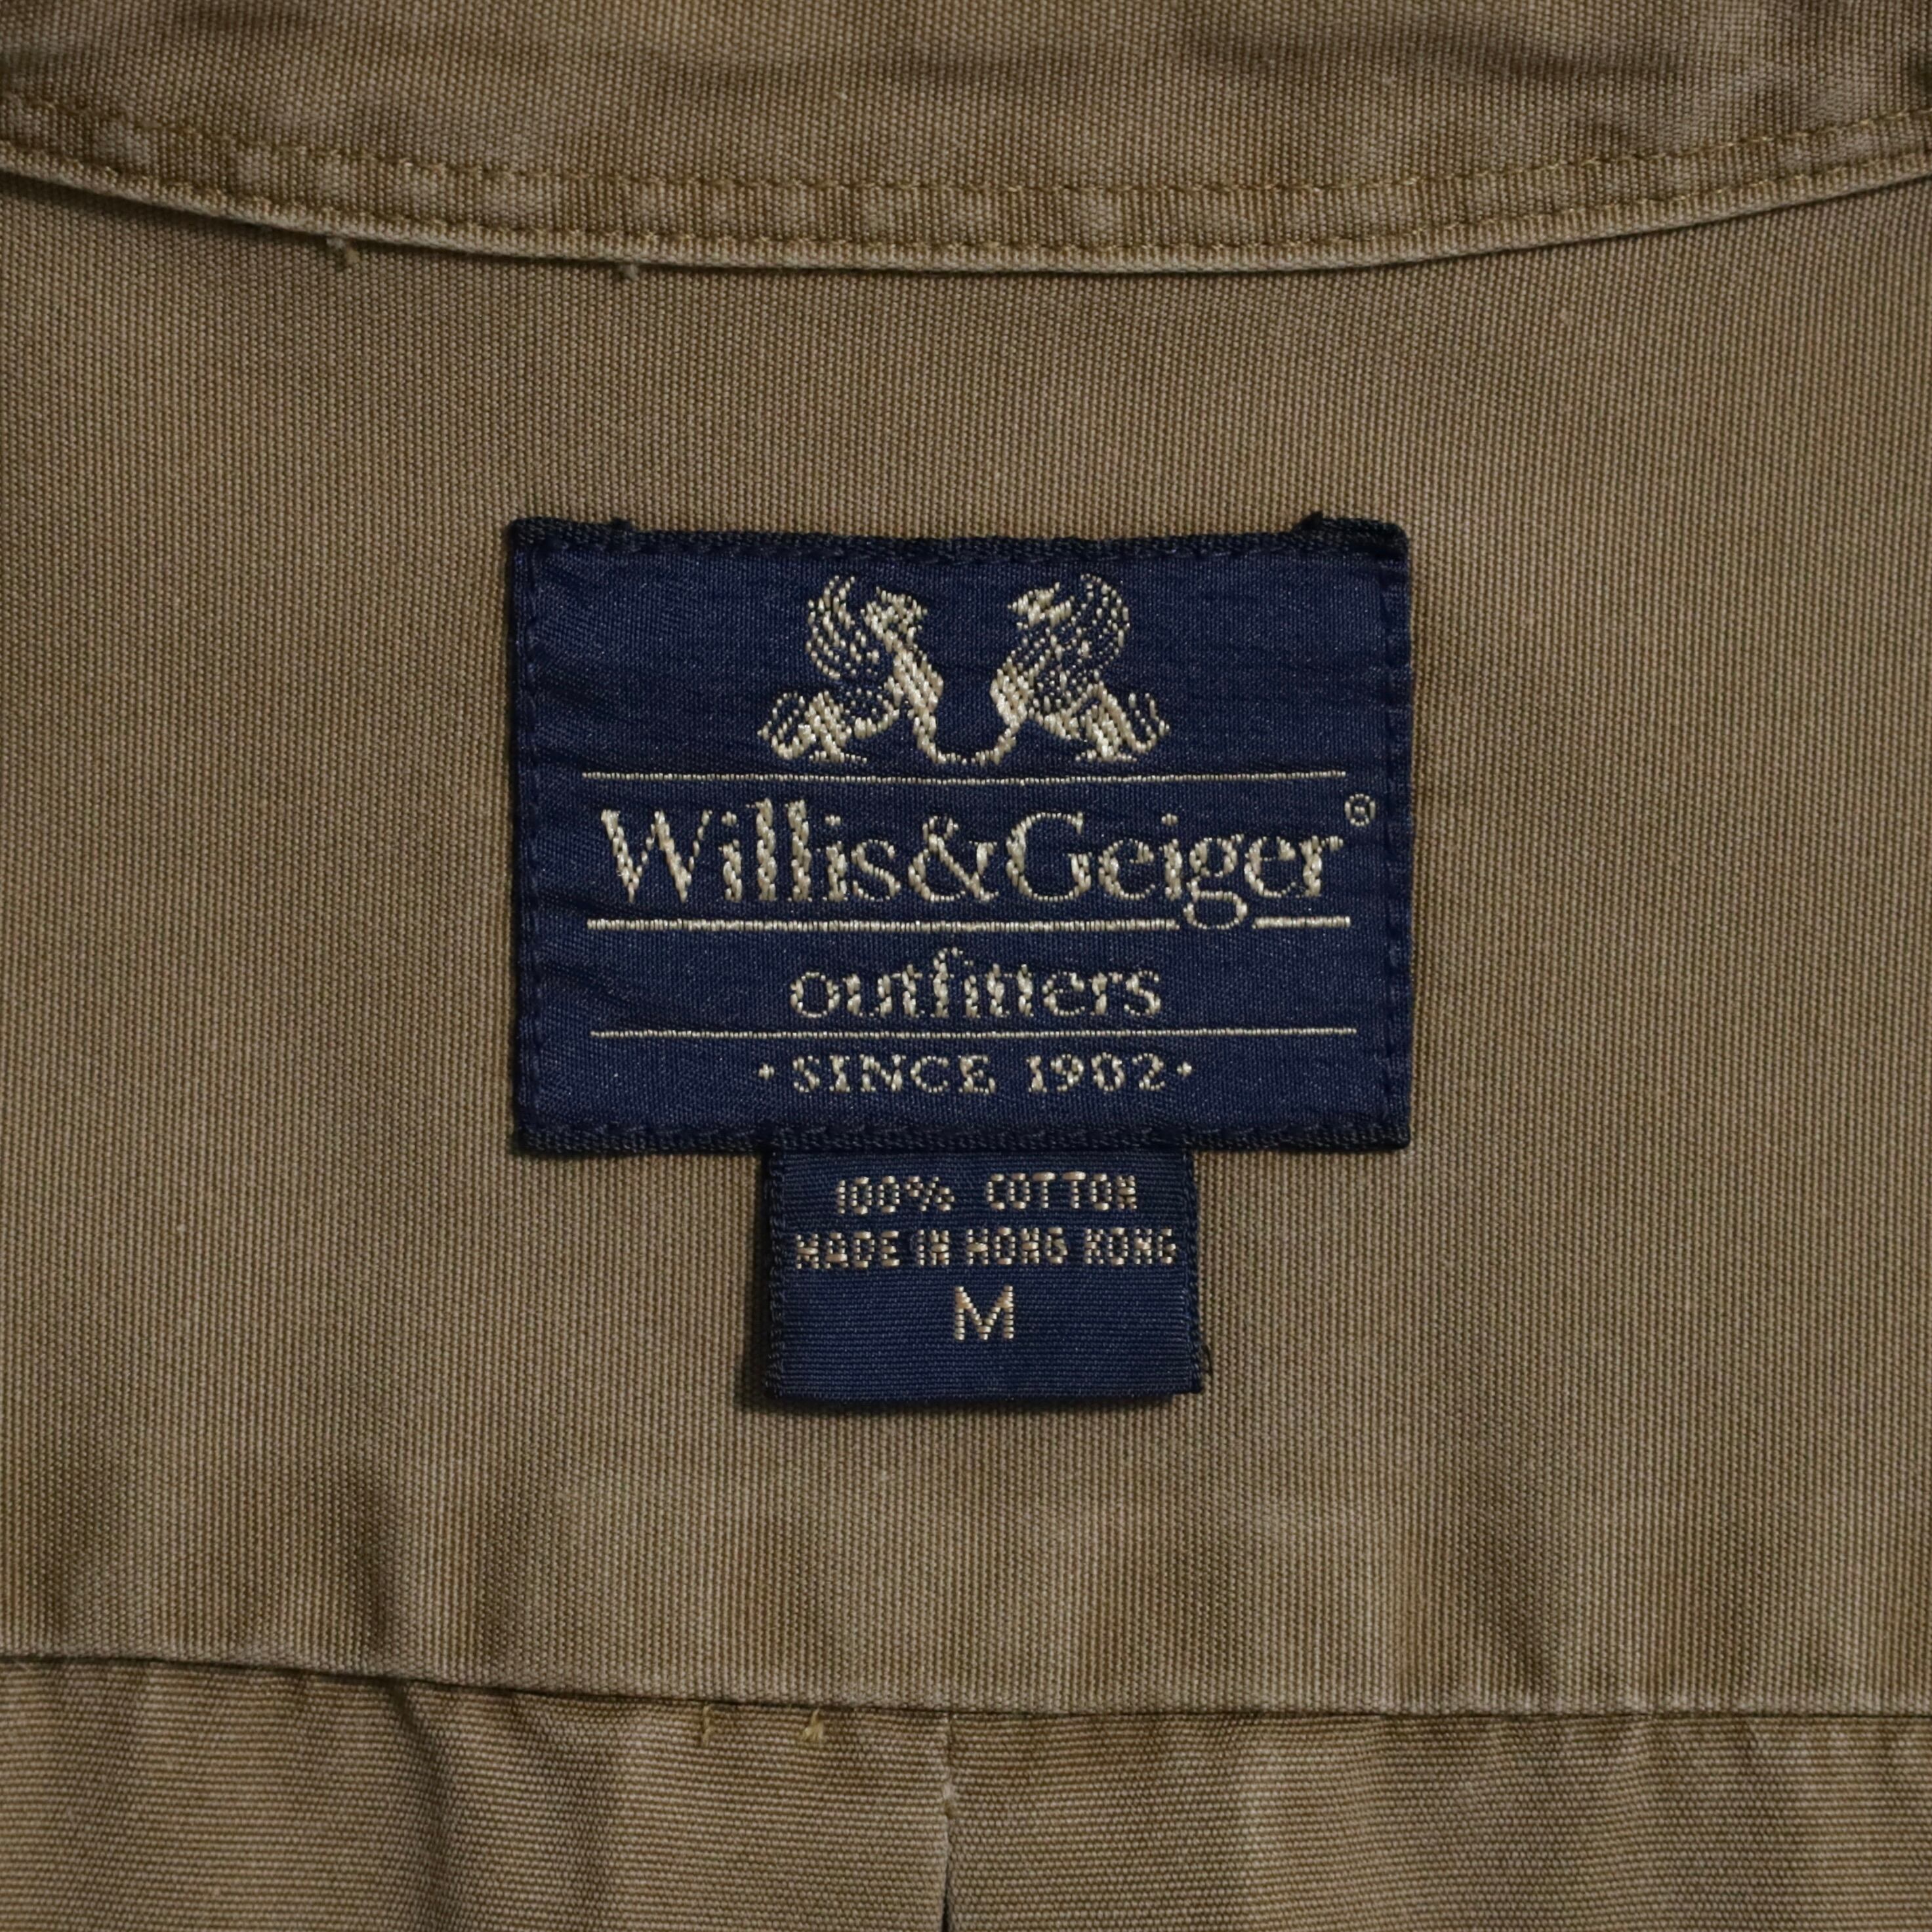 Willis&Geiger®
outfitters
·SINCE 1902·
100% COTTON
MADE IN HONG KONG
M